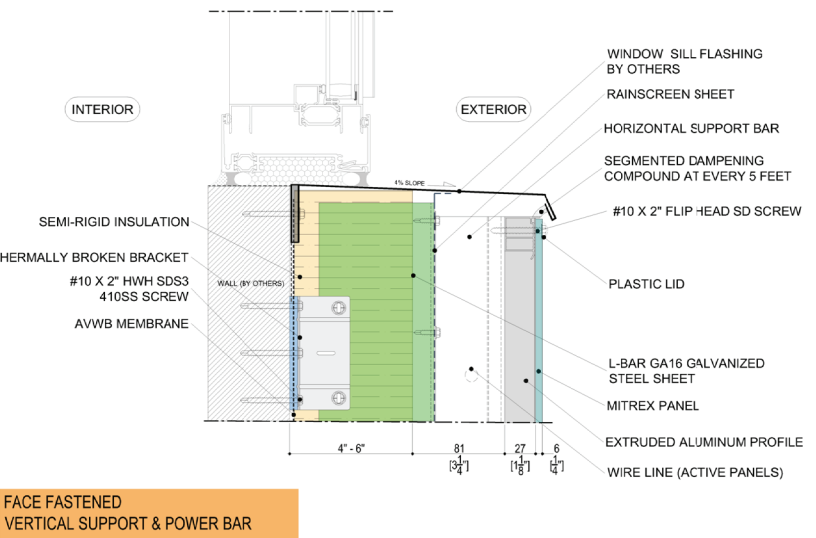 INTERIOR
EXTERIOR
WINDOW SILL FLASHING
BY OTHERS
RAINSCREEN SHEET
HORIZONTAL SUPPORT BAR
SEGMENTED DAMPENING
COMPOUND AT EVERY 5 FEET
#10 X 2" FLIP HEAD SD SCREW
PLASTIC LID
4% SLOPE
SEMI-RIGID INSULATION
HERMALLY BROKEN BRACKET
#10 X 2" HWH SDS3
410SS SCREW
AVWB MEMBRANE
WALL (BY OTHERS)
L-BAR GA16 GALVANIZED
STEEL SHEET
MITREX PANEL
EXTRUDED ALUMINUM PROFILE
WIRE LINE (ACTIVE PANELS)
4" - 6" 81 27 6
[3 1/4"] [1 1/8"] [1/4"]
FACE FASTENED
VERTICAL SUPPORT & POWER BAR